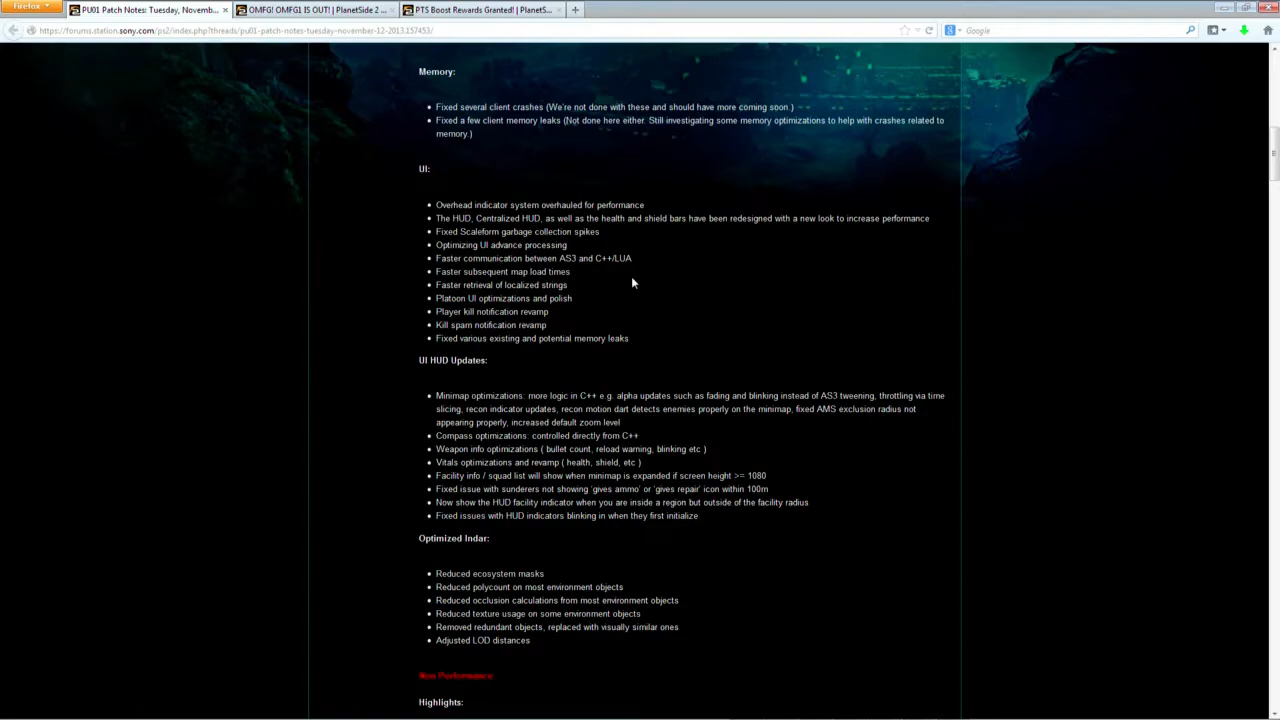 Firefox
PU01 Patch Notes: Tuesday, Novemb...
OMFG! OMFG1 IS OUT! | PlanetSide 2 ...
PTS Boost Rewards Granted! | PlanetS...
https://forums.station.sony.com/ps2/index.php?threads/pu01-patch-notes-tuesday-november-12-2013.157453/
Google
Memory:
Fixed several client crashes (We're not done with these and should have more coming soon.)
Fixed a few client memory leaks (Not done here either. Still investigating some memory optimizations to help with crashes related to
memory.)
UI:
Overhead indicator system overhauled for performance
The HUD, Centralized HUD, as well as the health and shield bars have been redesigned with a new look to increase performance
Fixed Scaleform garbage collection spikes
Optimizing UI advance processing
Faster communication between AS3 and C++/LUA
Faster subsequent map load times
Faster retrieval of localized strings
Platoon UI optimizations and polish
Player kill notification revamp
Kill spam notification revamp
Fixed various existing and potential memory leaks
UI HUD Updates:
Minimap optimizations: more logic in C++ e.g. alpha updates such as fading and blinking instead of AS3 tweening, throttling via time
slicing, recon indicator updates, recon motion dart detects enemies properly on the minimap, fixed AMS exclusion radius not
appearing properly, increased default zoom level
Compass optimizations: controlled directly from C++
Weapon info optimizations ( bullet count, reload warning, blinking etc )
Vitals optimizations and revamp ( health, shield, etc )
Facility info / squad list will show when minimap is expanded if screen height >= 1080
Fixed issue with sunderers not showing 'gives ammo' or 'gives repair' icon within 100m
Now show the HUD facility indicator when you are inside a region but outside of the facility radius
Fixed issues with HUD indicators blinking in when they first initialize
Optimized Indar:
Reduced ecosystem masks
Reduced polycount on most environment objects
Reduced occlusion calculations from most environment objects
Reduced texture usage on some environment objects
Removed redundant objects, replaced with visually similar ones
Adjusted LOD distances
Non Performance
Highlights: